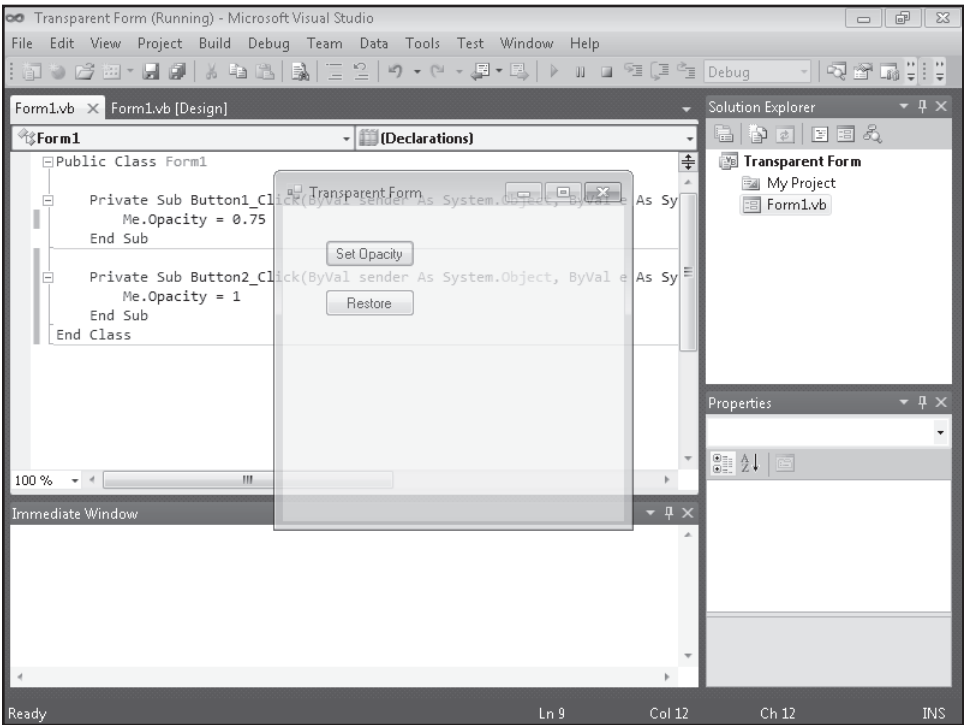 Transparent Form (Running) - Microsoft Visual Studio
File Edit View Project Build Debug Team Data Tools Test Window Help
Debug
Form1.vb Form1.vb [Design]
Form1 (Declarations)
Public Class Form1
Private Sub Button1_Click(ByVal sender As System.Object, ByVal e As Sy
Me.Opacity = 0.75
End Sub
Private Sub Button2_Click(ByVal sender As System.Object, ByVal e As Sy
Me.Opacity = 1
End Sub
End Class
100 %
Transparent Form
Set Opacity
Restore
Immediate Window
Solution Explorer
Transparent Form
My Project
Form1.vb
Properties
Ready Ln 9 Col 12 Ch 12 INS